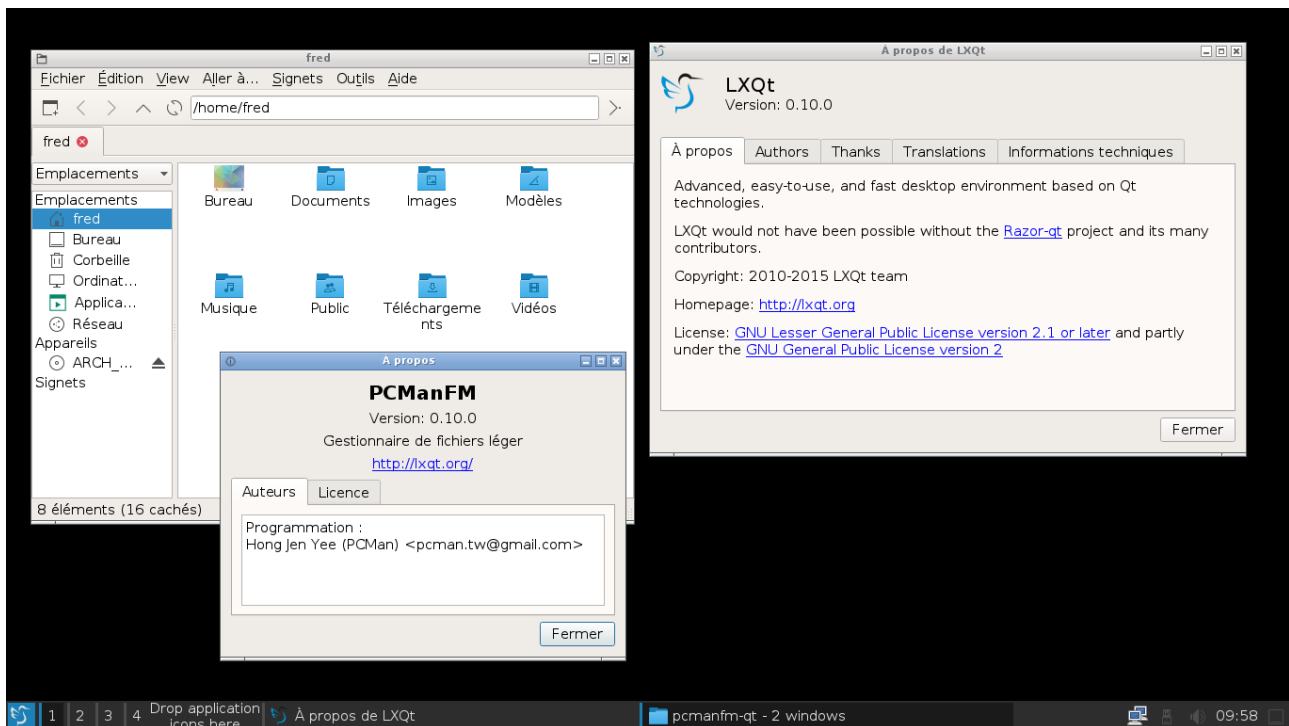 fred
Fichier Édition View Aller à... Signets Outils Aide
/home/fred
fred
Emplacements
Emplacements
fred
Bureau
Corbeille
Ordinat...
Applica...
Réseau
Appareils
ARCH_...
Signets
Bureau Documents Images Modèles
Musique Public Téléchargeme
nts
Vidéos
8 éléments (16 cachés)
À propos
PCManFM
Version: 0.10.0
Gestionnaire de fichiers léger
http://lxqt.org/
Auteurs Licence
Programmation :
Hong Jen Yee (PCMan) <pcman.tw@gmail.com>
Fermer
À propos de LXQt
LXQt
Version: 0.10.0
À propos Authors Thanks Translations Informations techniques
Advanced, easy-to-use, and fast desktop environment based on Qt
technologies.
LXQt would not have been possible without the Razor-qt project and its many
contributors.
Copyright: 2010-2015 LXQt team
Homepage: http://lxqt.org
License: GNU Lesser General Public License version 2.1 or later and partly
under the GNU General Public License version 2
Fermer
1 2 3 4
Drop application
icons here
À propos de LXQt
pcmanfm-qt - 2 windows
09:58